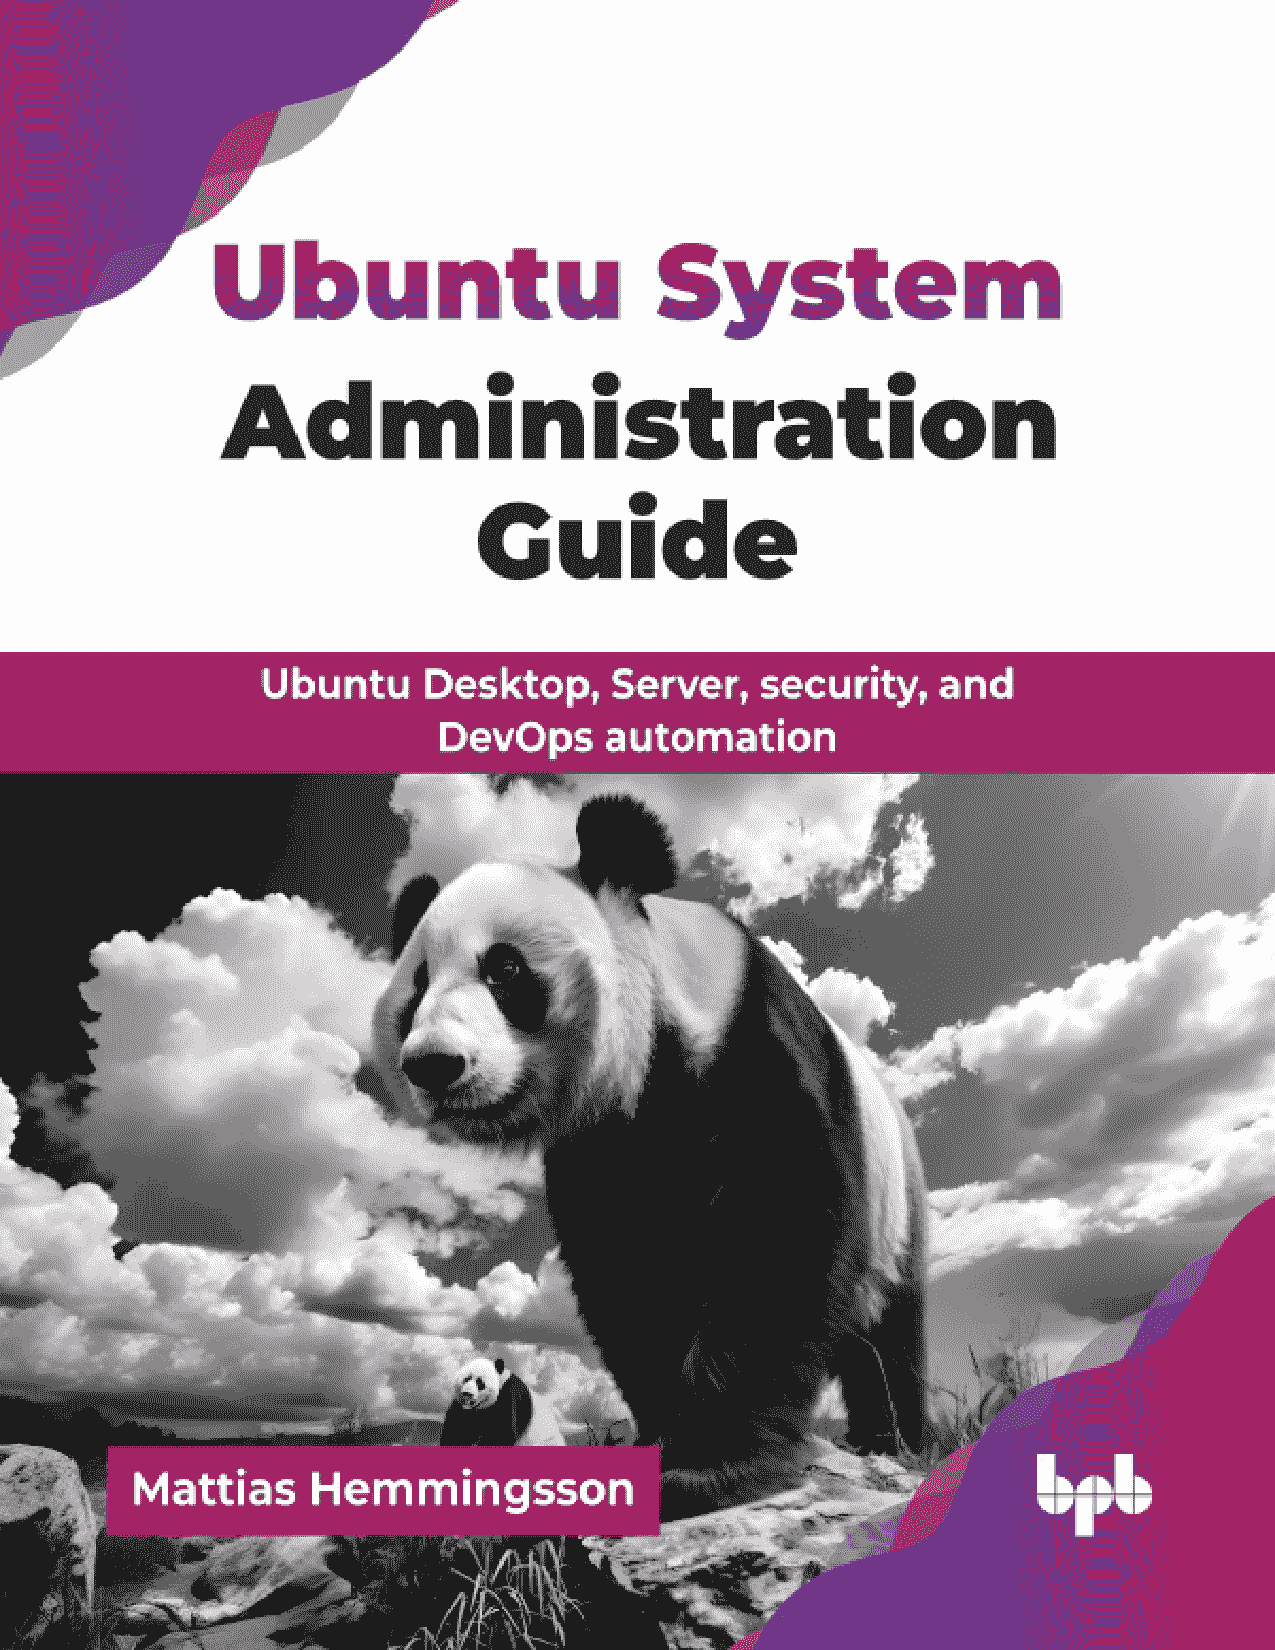 Ubuntu System
Administration
Guide
Ubuntu Desktop, Server, security, and
DevOps automation
Mattias Hemmingsson
bpb